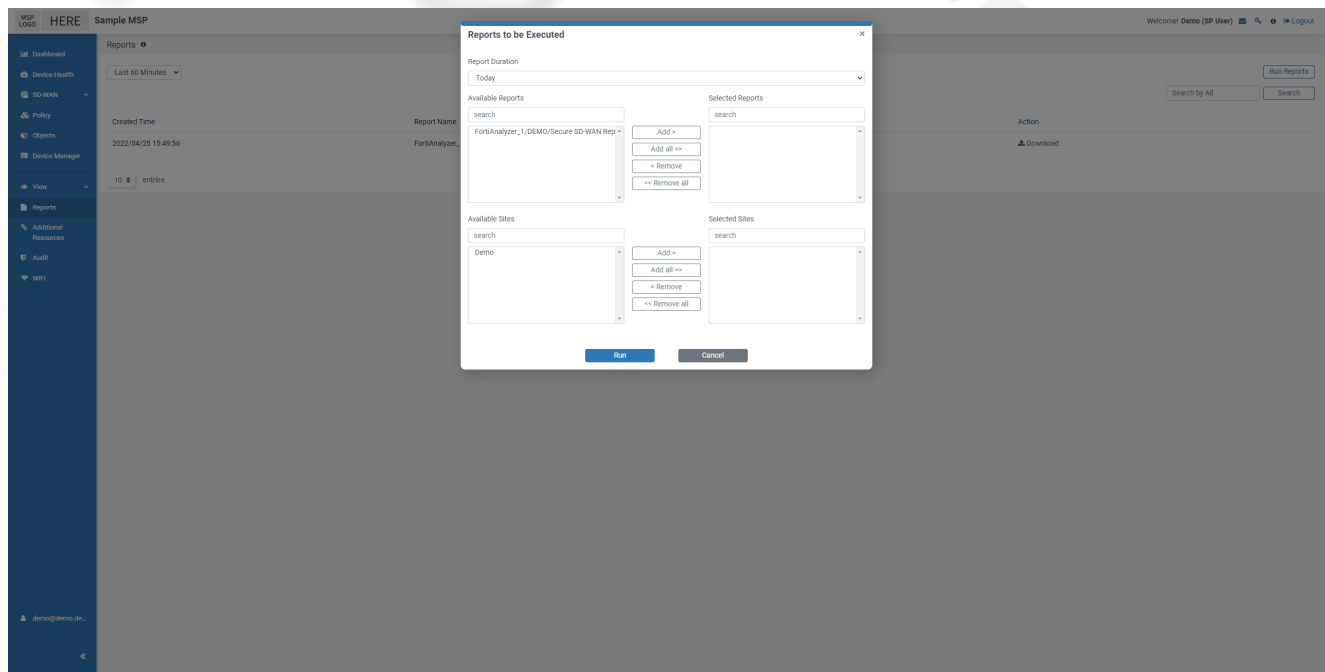 MSP LOGO HERE Sample MSP
Welcome! Demo (SP User) Logout
Dashboard
Device Health
SD-WAN
Policy
Objects
Device Manager
View
Reports
Additional
Resources
Audit
WiFi
demo@demo.de...
Reports
Last 60 Minutes
Run Reports
Search by All Search
Created Time Report Name Action
2022/04/25 15:49:56 FortiAnalyzer_ Download
10 entries
Reports to be Executed ×
Report Duration
Today
Available Reports Selected Reports
search search
FortiAnalyzer_1/DEMO/Secure SD-WAN Rep
Add >
Add all >>
< Remove
<< Remove all
Available Sites Selected Sites
search search
Demo
Add >
Add all >>
< Remove
<< Remove all
Run Cancel